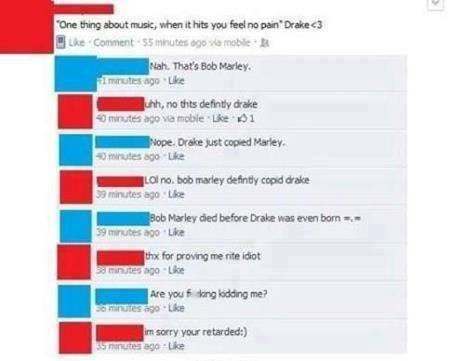 "One thing about music, when it hits you feel no pain" Drake<3
Like · Comment · 55 minutes ago via mobile ·
Nah. That's Bob Marley.
41 minutes ago · Like
uhh, no thts defintly drake
40 minutes ago via mobile · Like · 1
Nope. Drake just copied Marley.
40 minutes ago · Like
LOl no. bob marley defintly copid drake
39 minutes ago · Like
Bob Marley died before Drake was even born =.=
39 minutes ago · Like
thx for proving me rite idiot
38 minutes ago · Like
Are you f king kidding me?
36 minutes ago · Like
im sorry your retarded:)
35 minutes ago · Like